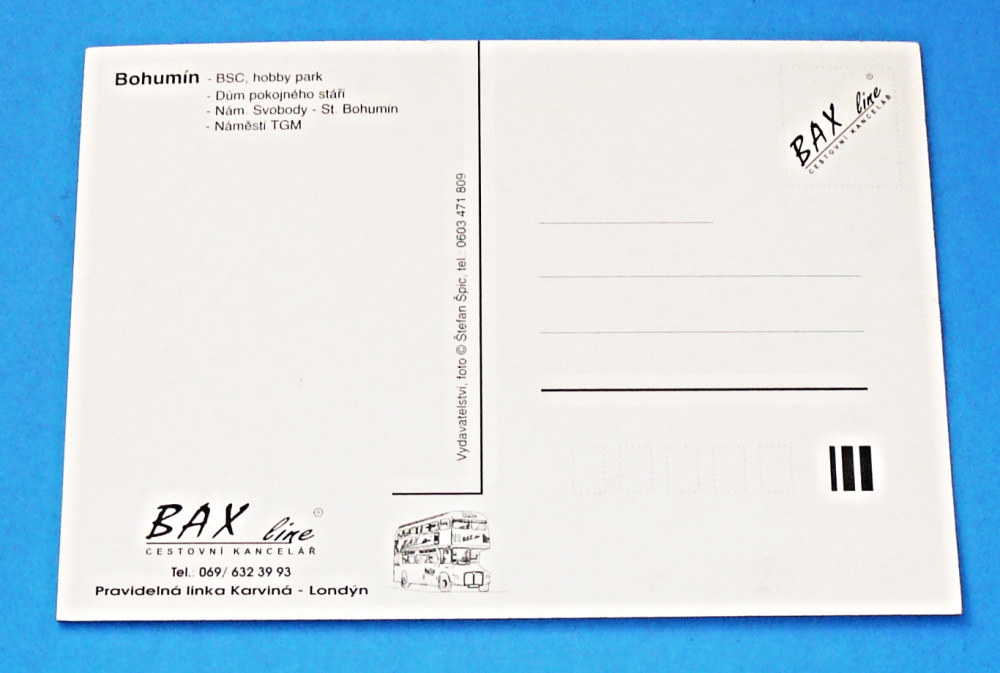 Bohumín - BSC, hobby park
- Dům pokojného stáří
- Nám. Svobody - St. Bohumín
- Náměstí TGM
Vydavatelství, foto © Štefan Špic, tel.: 0603 471 809
BAX line ®
CESTOVNÍ KANCELÁŘ
BAX line ®
CESTOVNÍ KANCELÁŘ
Tel.: 069/ 632 39 93
Pravidelná linka Karviná - Londýn